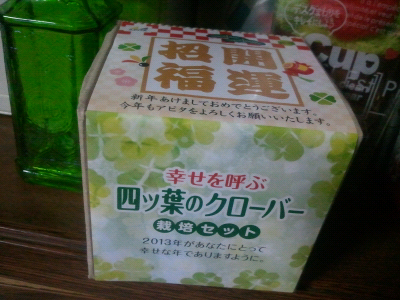 招開
福運
新年あけましておめでとうございます。
今年もアピタをよろしくお願いいたします。
幸せを呼ぶ
四ッ葉のクローバー
栽培セット
2013年があなたにとって
幸せな年でありますように。
Cup